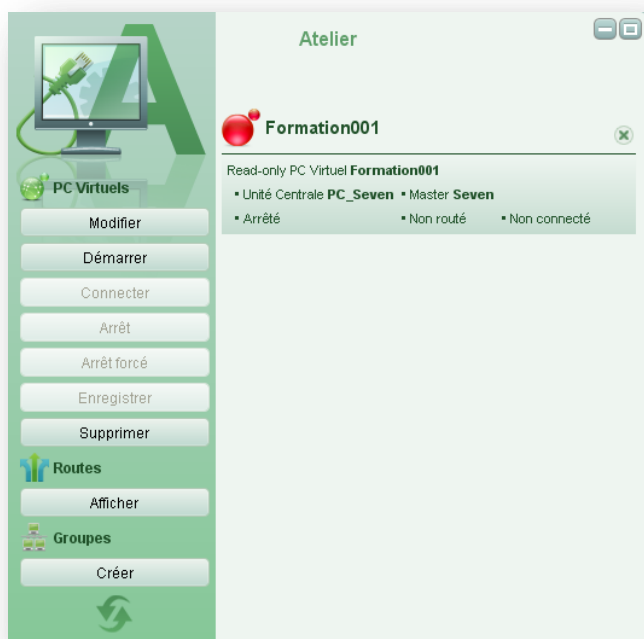 Atelier
Formation001
Read-only PC Virtuel Formation001
▪ Unité Centrale PC_Seven ▪ Master Seven
▪ Arrêté ▪ Non routé ▪ Non connecté
PC Virtuels
Modifier
Démarrer
Connecter
Arrêt
Arrêt forcé
Enregistrer
Supprimer
Routes
Afficher
Groupes
Créer